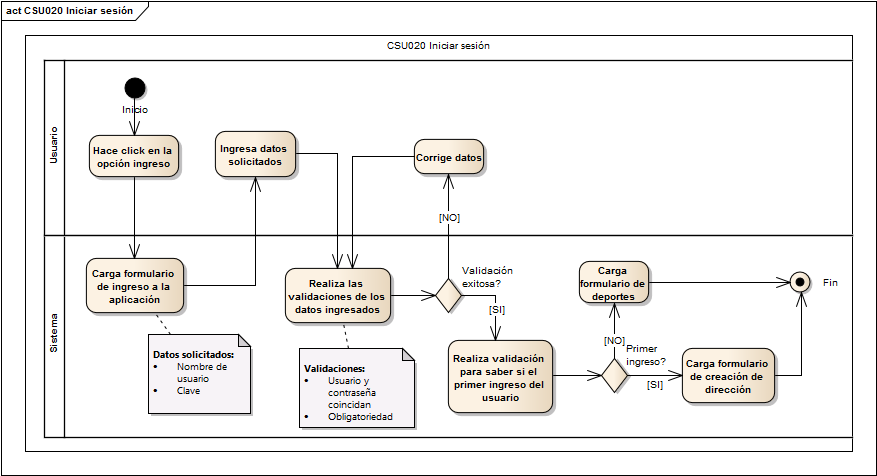 act CSU020 Iniciar sesión
CSU020 Iniciar sesión
Usuario
Inicio
Hace click en la
opción ingreso
Ingresa datos
solicitados
Corrige datos
[NO]
Sistema
Carga formulario
de ingreso a la
aplicación
Datos solicitados:
• Nombre de
usuario
• Clave
Realiza las
validaciones de los
datos ingresados
Validaciones:
• Usuario y
contraseña
coincidan
• Obligatoriedad
Validación
exitosa?
[SI]
Realiza validación
para saber si el
primer ingreso del
usuario
Primer
ingreso?
[NO]
Carga
formulario de
deportes
[SI]
Carga formulario
de creación de
dirección
Fin